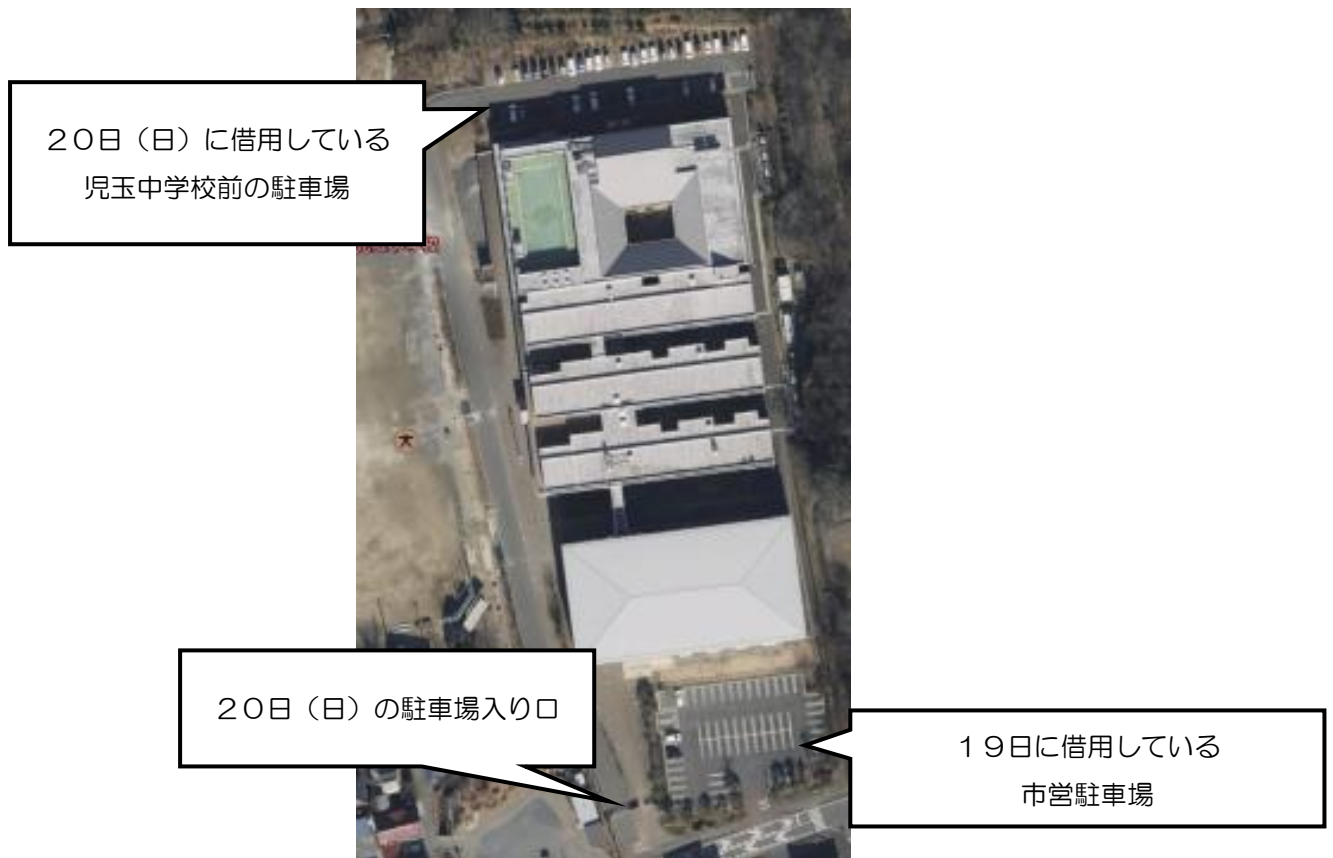 ２０日（日）に借用している
児玉中学校前の駐車場
２０日（日）の駐車場入り口
１９日に借用している
市営駐車場